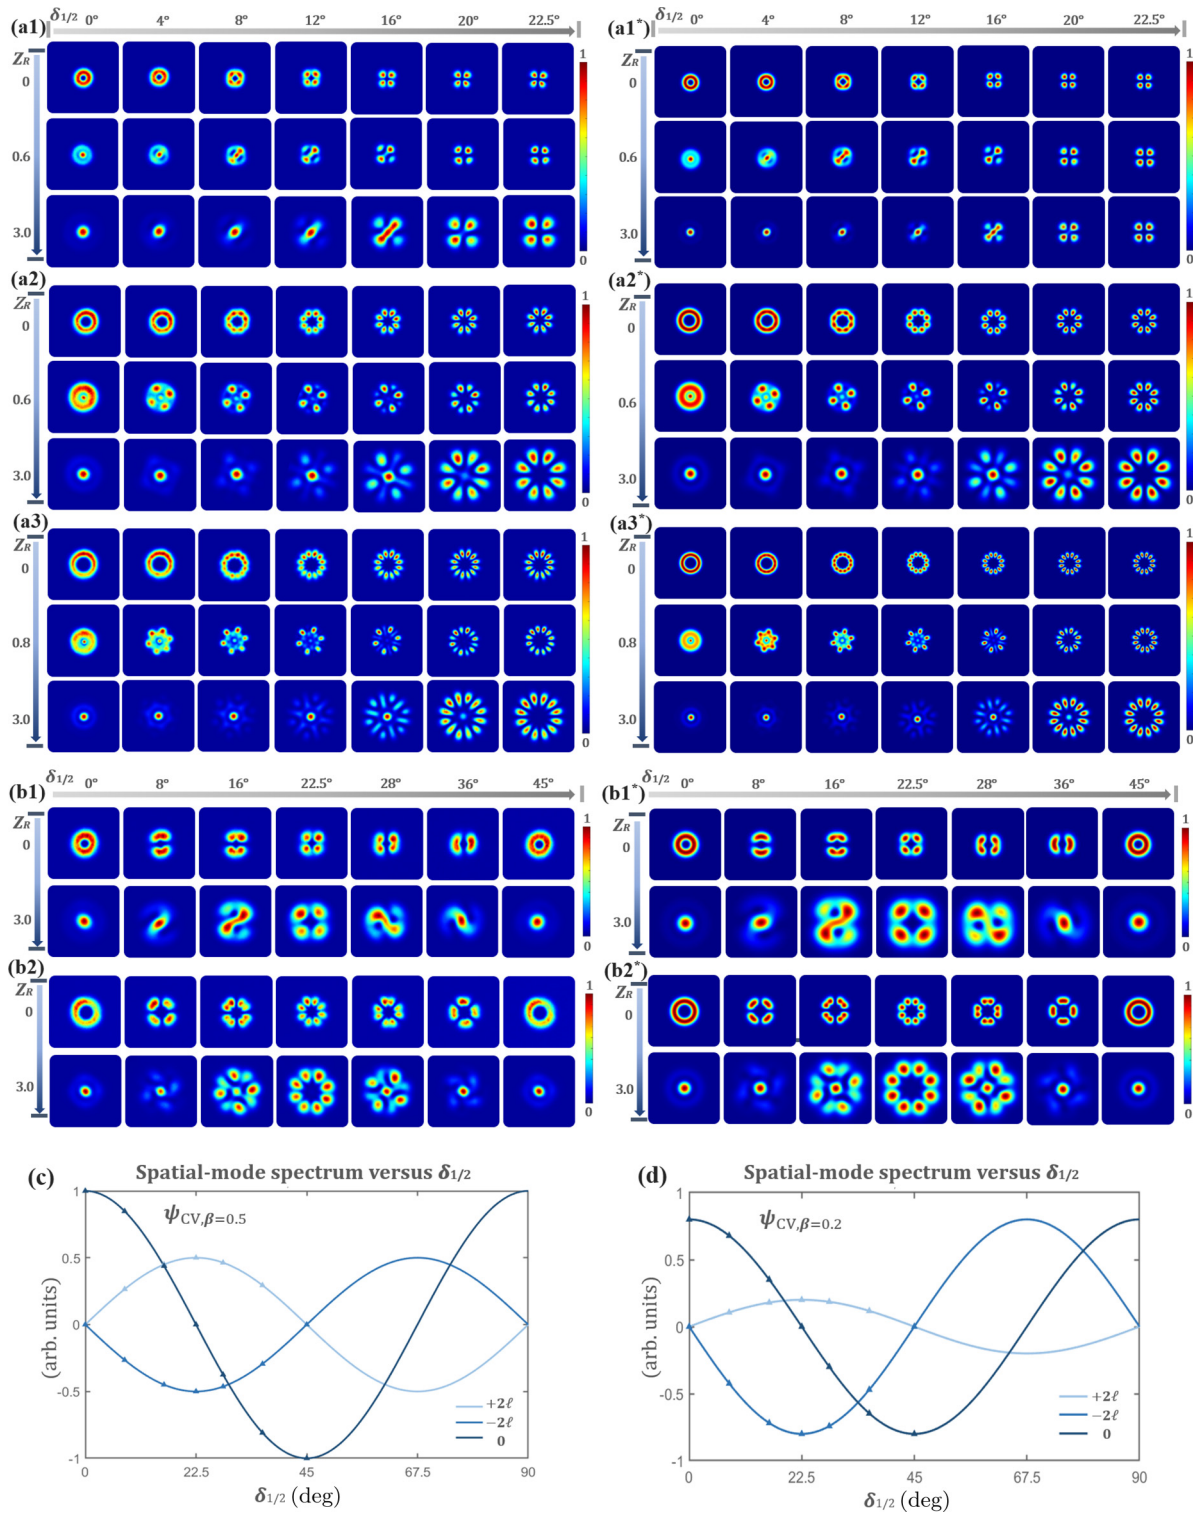 (a1) δ1/2 0° 4° 8° 12° 16° 20° 22.5°
ZR
0
0.6
3.0
1
0
(a1*) δ1/2 0° 4° 8° 12° 16° 20° 22.5°
ZR
0
0.6
3.0
1
0
(a2)
ZR
0
0.6
3.0
1
0
(a2*)
ZR
0
0.6
3.0
1
0
(a3)
ZR
0
0.8
3.0
1
0
(a3*)
ZR
0
0.8
3.0
1
0
(b1) δ1/2 0° 8° 16° 22.5° 28° 36° 45°
ZR
0
3.0
1
0
(b1*) δ1/2 0° 8° 16° 22.5° 28° 36° 45°
ZR
0
3.0
1
0
(b2)
ZR
0
3.0
1
0
(b2*)
ZR
0
3.0
1
0
(c) Spatial-mode spectrum versus δ1/2
ψCV,β=0.5
1
0.5
0
-0.5
-1
(arb. units)
+2ℓ
−2ℓ
0
0 22.5 45 67.5 90
δ1/2 (deg)
(d) Spatial-mode spectrum versus δ1/2
ψCV,β=0.2
1
0.5
0
-0.5
-1
(arb. units)
+2ℓ
−2ℓ
0
0 22.5 45 67.5 90
δ1/2 (deg)